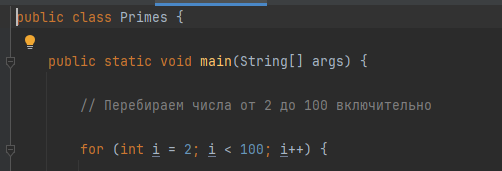 public class Primes {
public static void main(String[] args) {
// Перебираем числа от 2 до 100 включительно
for (int i = 2; i < 100; i++) {